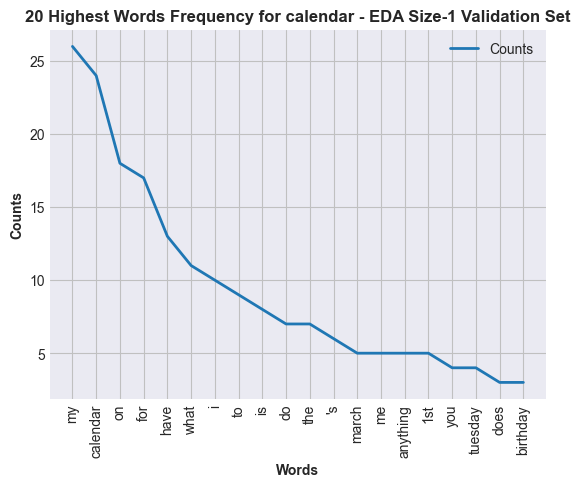 20 Highest Words Frequency for calendar - EDA Size-1 Validation Set
Counts
25
20
15
10
5
Counts
my
calendar
on
for
have
what
i
to
is
do
the
's
march
me
anything
1st
you
tuesday
does
birthday
Words